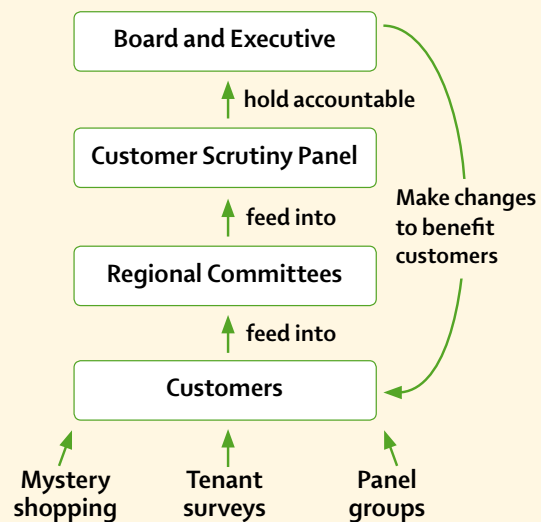 Board and Executive
hold accountable
Customer Scrutiny Panel
Make changes
to benefit
customers
feed into
Regional Committees
feed into
Customers
Mystery
shopping
Tenant
surveys
Panel
groups